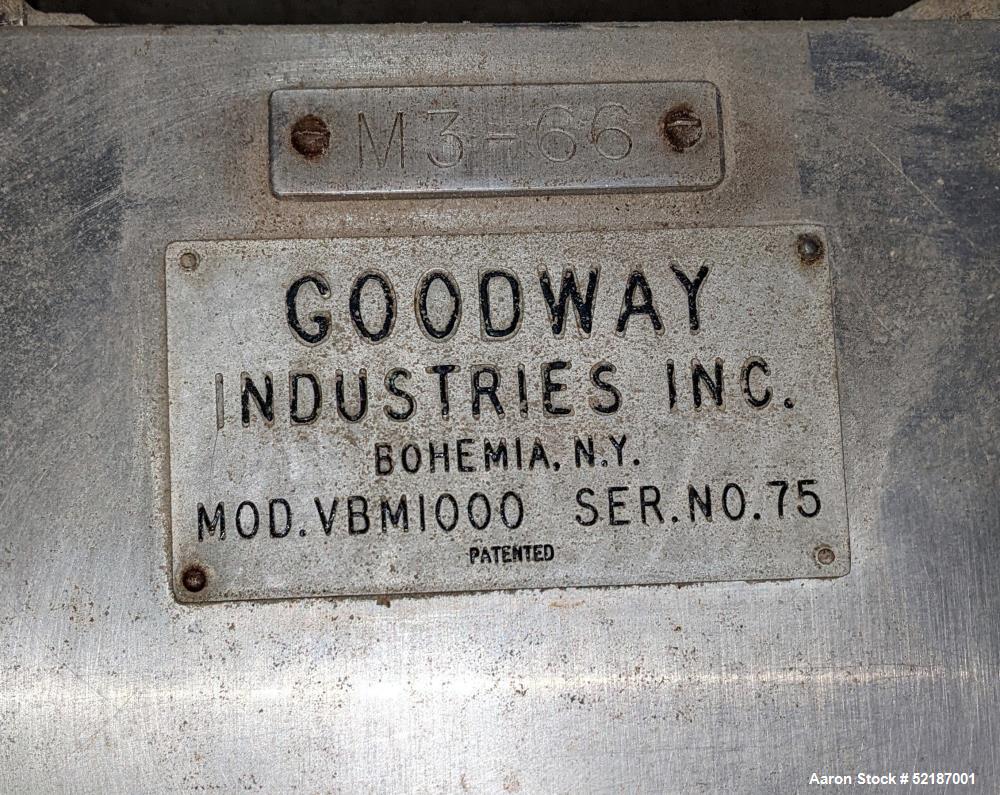 M3-66
GOODWAY
INDUSTRIES INC.
BOHEMIA, N.Y.
MOD.VBM1000 SER.NO.75
PATENTED
Aaron Stock # 52187001